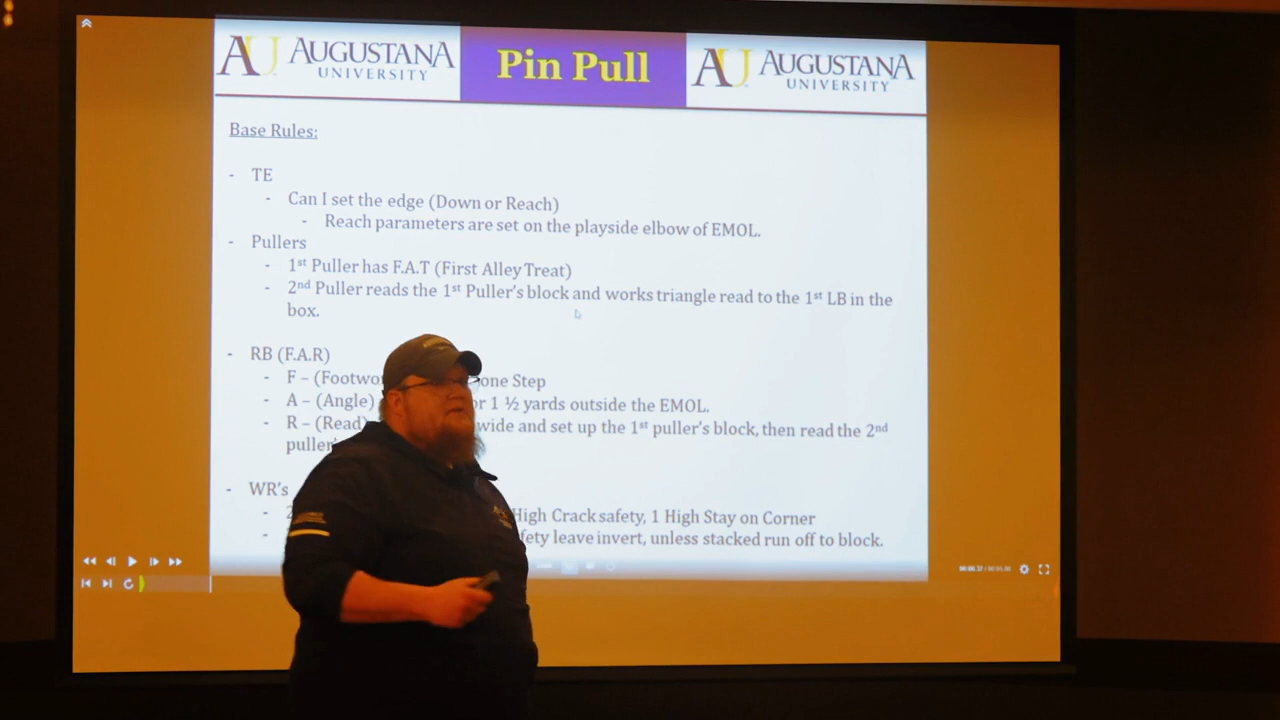 AU AUGUSTANA UNIVERSITY
Pin Pull
AU AUGUSTANA UNIVERSITY
Base Rules:
- TE
- Can I set the edge (Down or Reach)
- Reach parameters are set on the playside elbow of EMOL.
- Pullers
- 1st Puller has F.A.T (First Alley Treat)
- 2nd Puller reads the 1st Puller's block and works triangle read to the 1st LB in the
box.
- RB (F.A.R)
- F – (Footwo one Step
- A – (Angle) or 1 ½ yards outside the EMOL.
- R – (Read) wide and set up the 1st puller's block, then read the 2nd
puller'
- WR's
- High Crack safety, 1 High Stay on Corner
- fety leave invert, unless stacked run off to block.